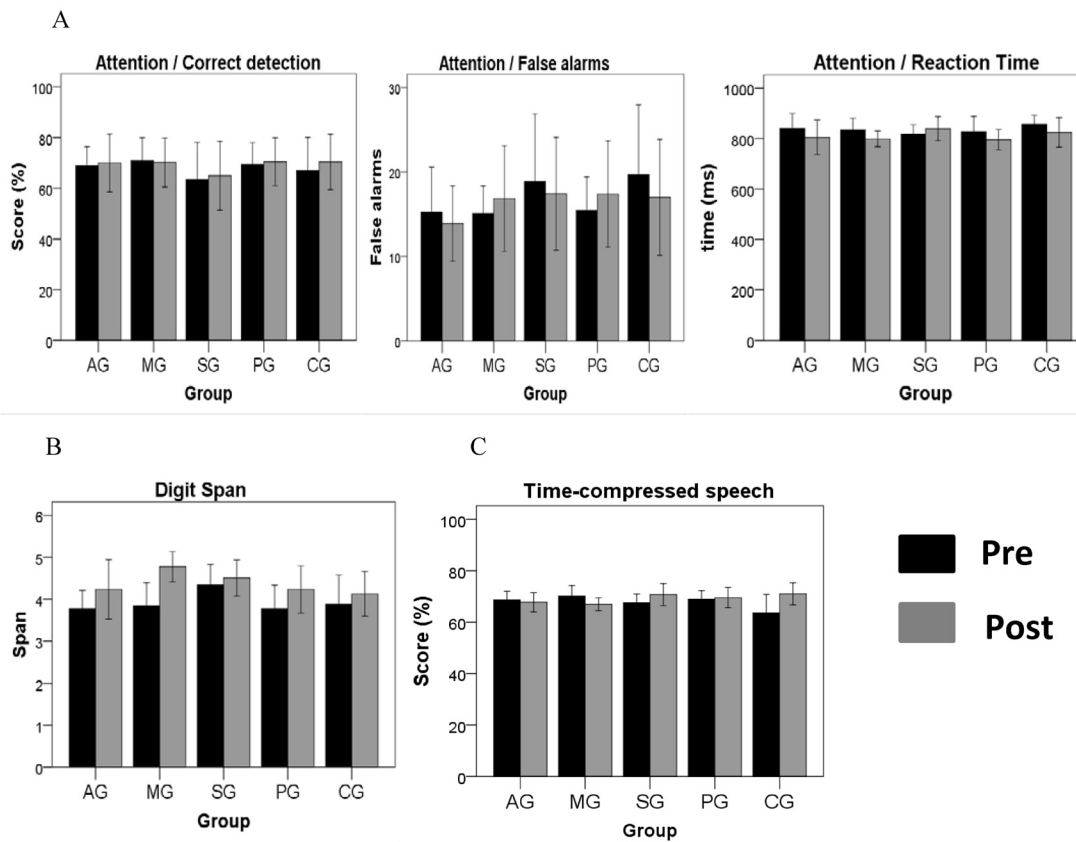 A
Attention / Correct detection
Score (%)
100
80
60
40
20
0
AG MG SG PG CG
Group
Attention / False alarms
False alarms
30
20
10
0
AG MG SG PG CG
Group
Attention / Reaction Time
time (ms)
1000
800
600
400
200
0
AG MG SG PG CG
Group
B
Digit Span
Span
6
5
4
3
2
1
0
AG MG SG PG CG
Group
C
Time-compressed speech
Score (%)
100
80
60
40
20
0
AG MG SG PG CG
Group
Pre
Post